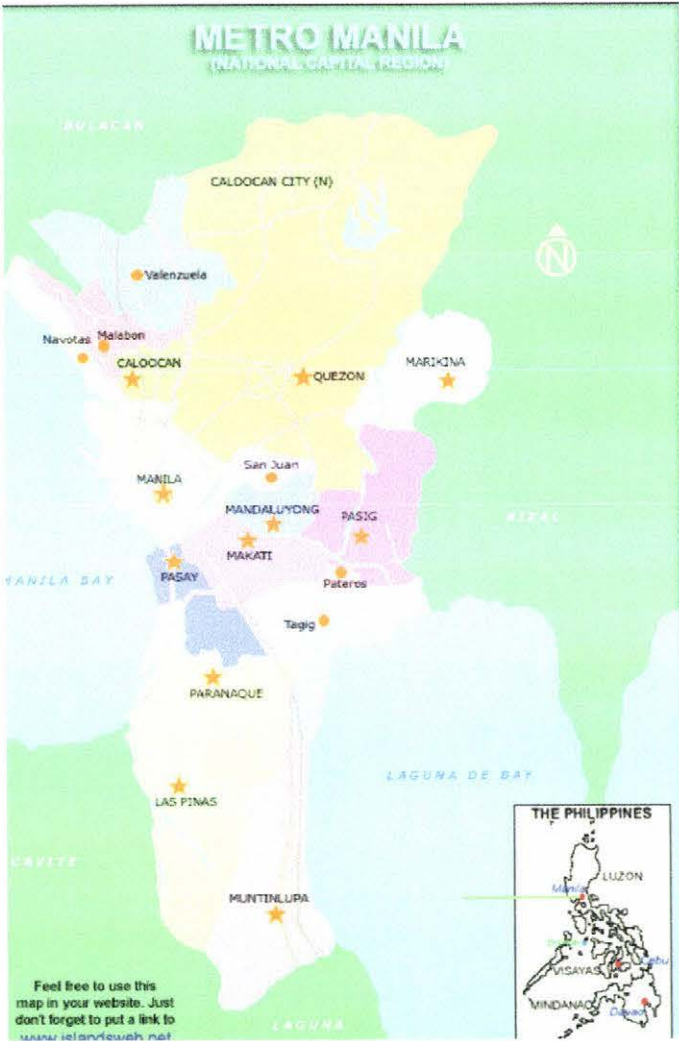 METRO MANILA
(NATIONAL CAPITAL REGION)
BULACAN
CALOOCAN CITY (N)
N
Valenzuela
Navotas
Malabon
CALOOCAN
QUEZON
MARIKINA
San Juan
MANILA
MANDALUYONG
PASIG
RIZAL
MAKATI
PASAY
MANILA BAY
Pateros
Tagig
PARANAQUE
LAGUNA DE BAY
LAS PINAS
CAVITE
MUNTINLUPA
LAGUNA
THE PHILIPPINES
LUZON
Manila
Cebu
VISAYAS
MINDANAO
Davao
Feel free to use this
map in your website. Just
don't forget to put a link to
www.islandsweb.net